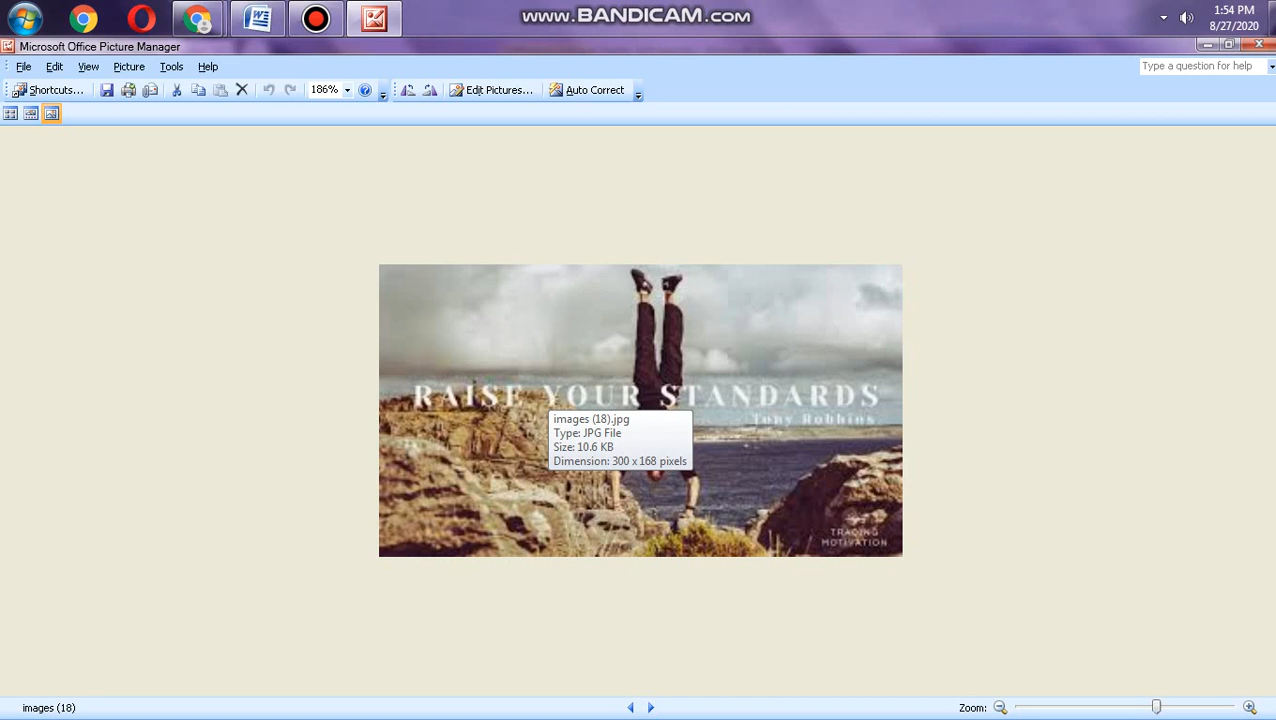 www.BANDICAM.com
1:54 PM
8/27/2020
Microsoft Office Picture Manager
File Edit View Picture Tools Help
Type a question for help
Shortcuts... 186% Edit Pictures... Auto Correct
RAISE YOUR STANDARDS
Tony Robbins
images (18).jpg
Type: JPG File
Size: 10.6 KB
Dimension: 300 x 168 pixels
TRADING
MOTIVATION
images (18)
Zoom: